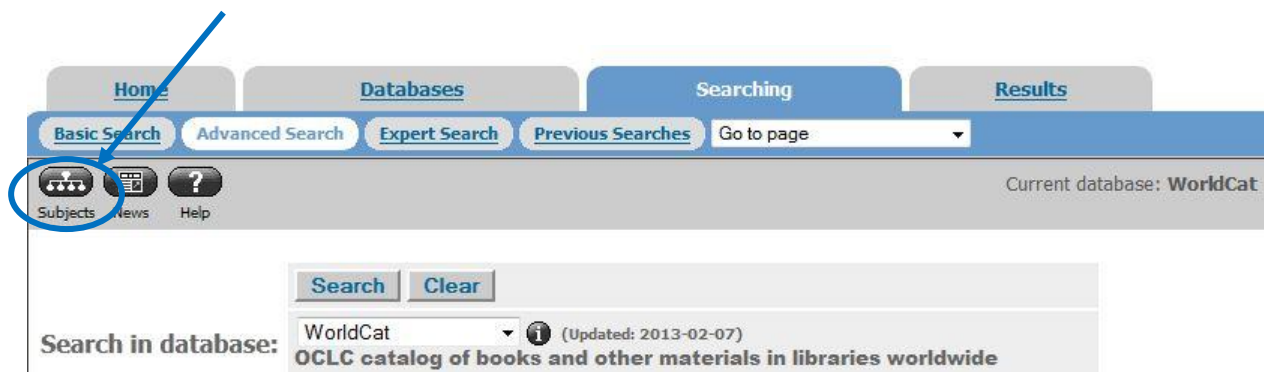 Home Databases Searching Results
Basic Search Advanced Search Expert Search Previous Searches Go to page
Current database: WorldCat
Subjects News Help
Search Clear
Search in database: WorldCat (Updated: 2013-02-07)
OCLC catalog of books and other materials in libraries worldwide